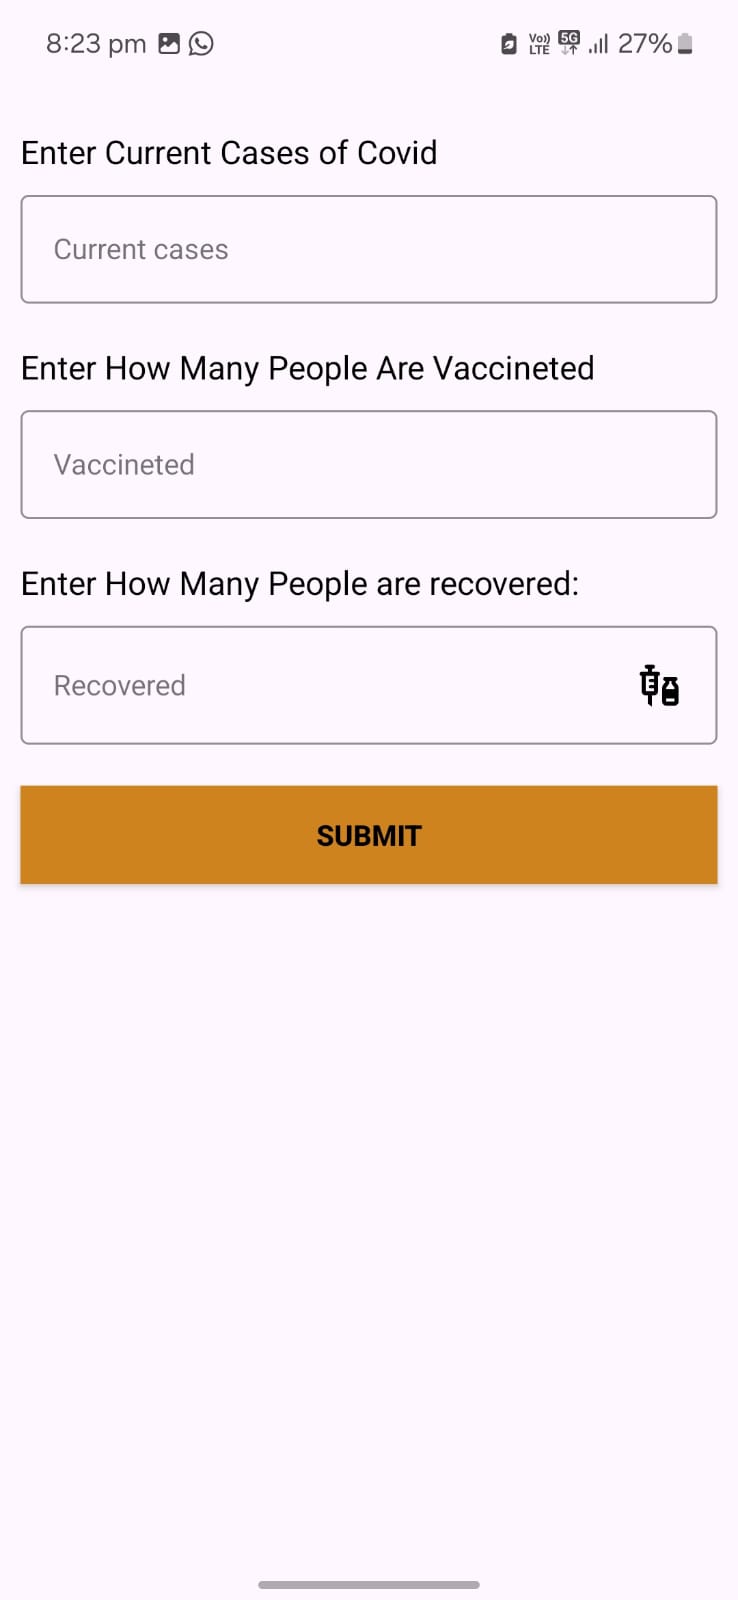 8:23 pm Vo)) LTE 5G 27%
Enter Current Cases of Covid
Current cases
Enter How Many People Are Vaccineted
Vaccineted
Enter How Many People are recovered:
Recovered
SUBMIT